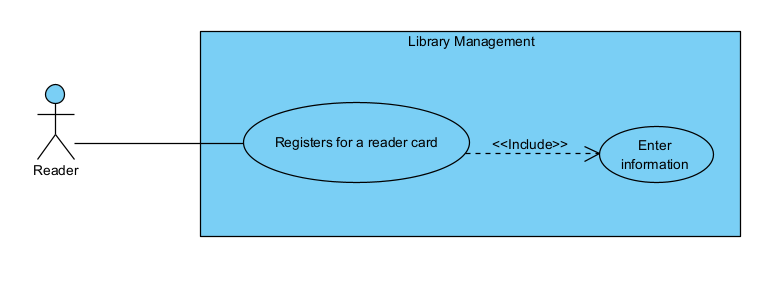 Library Management
Registers for a reader card
<<Include>>
Enter
information
Reader